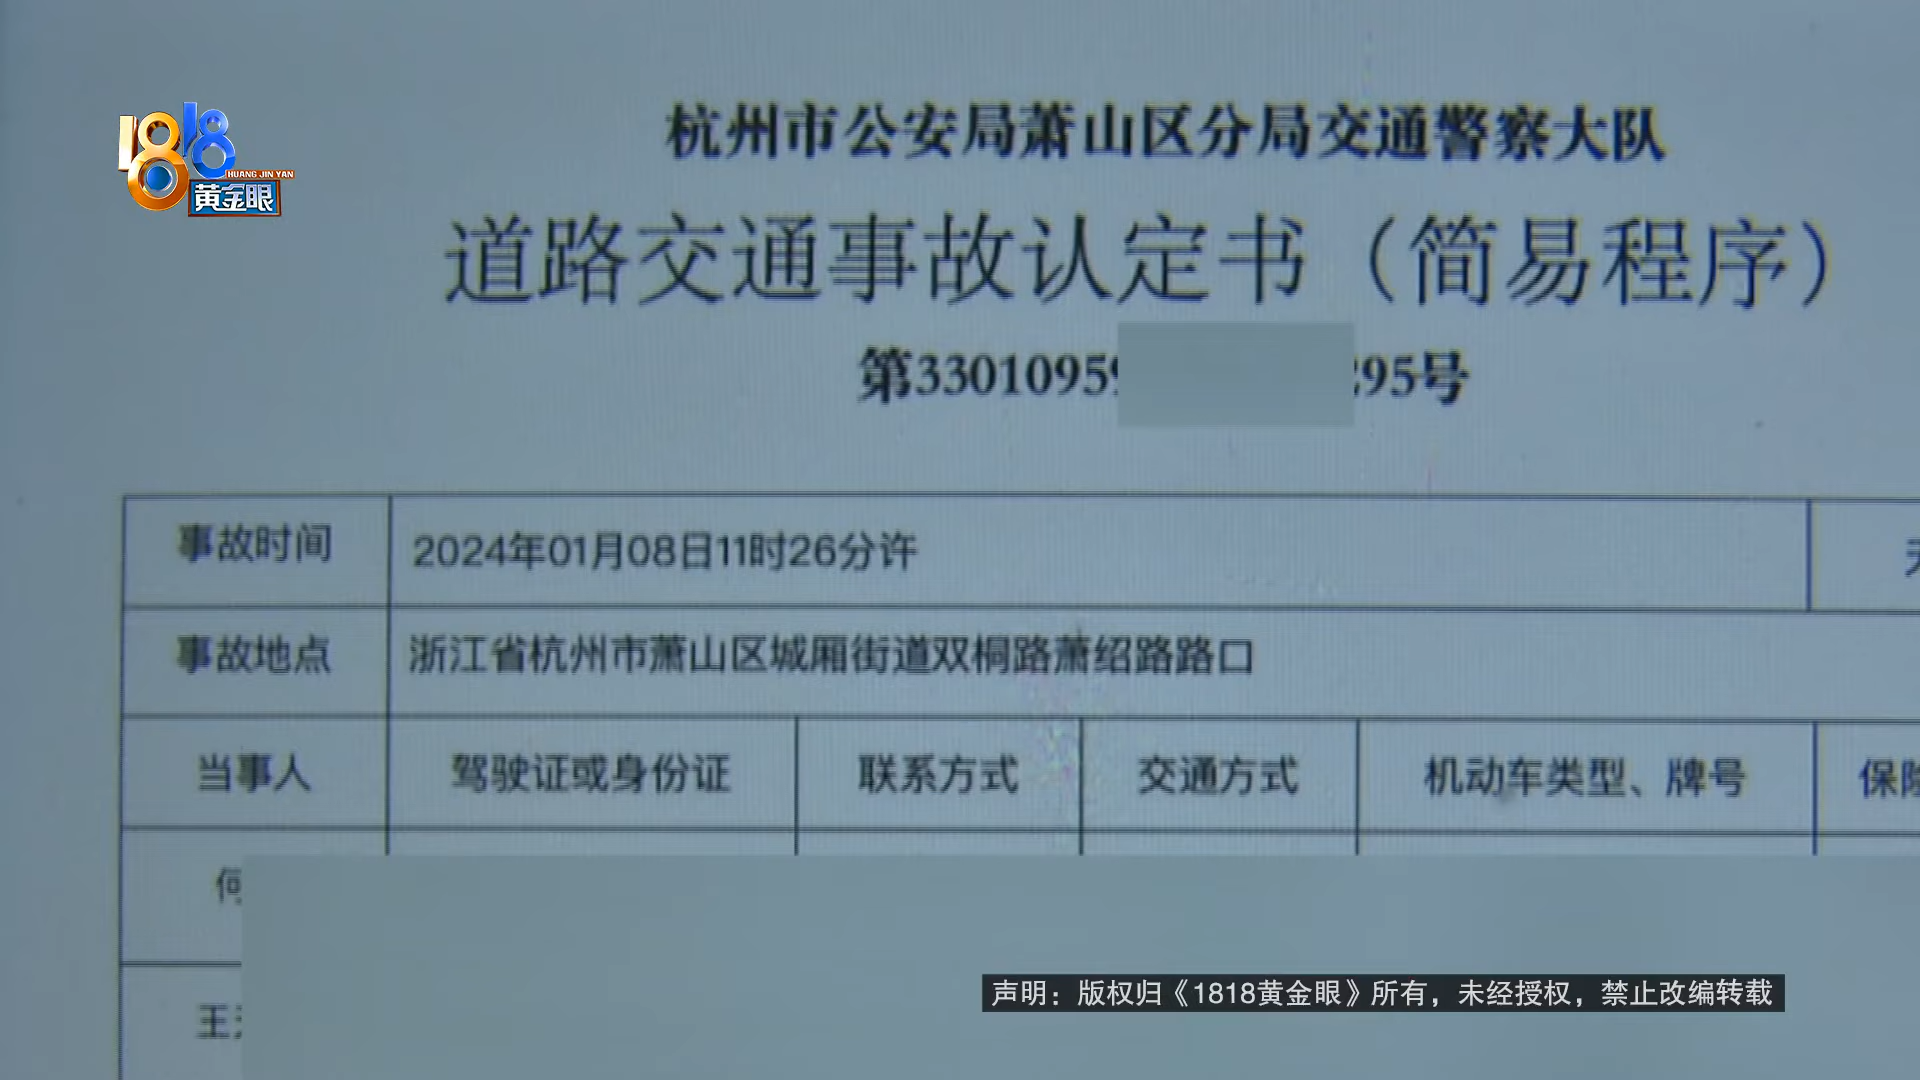 1818
HUANG JIN YAN
黄金眼
杭州市公安局萧山区分局交通警察大队
道路交通事故认定书（简易程序）
第3301095 95号
事故时间 2024年01月08日11时26分许
事故地点 浙江省杭州市萧山区城厢街道双桐路萧绍路路口
当事人 驾驶证或身份证 联系方式 交通方式 机动车类型、牌号 保险
何
王
声明：版权归《1818黄金眼》所有，未经授权，禁止改编转载